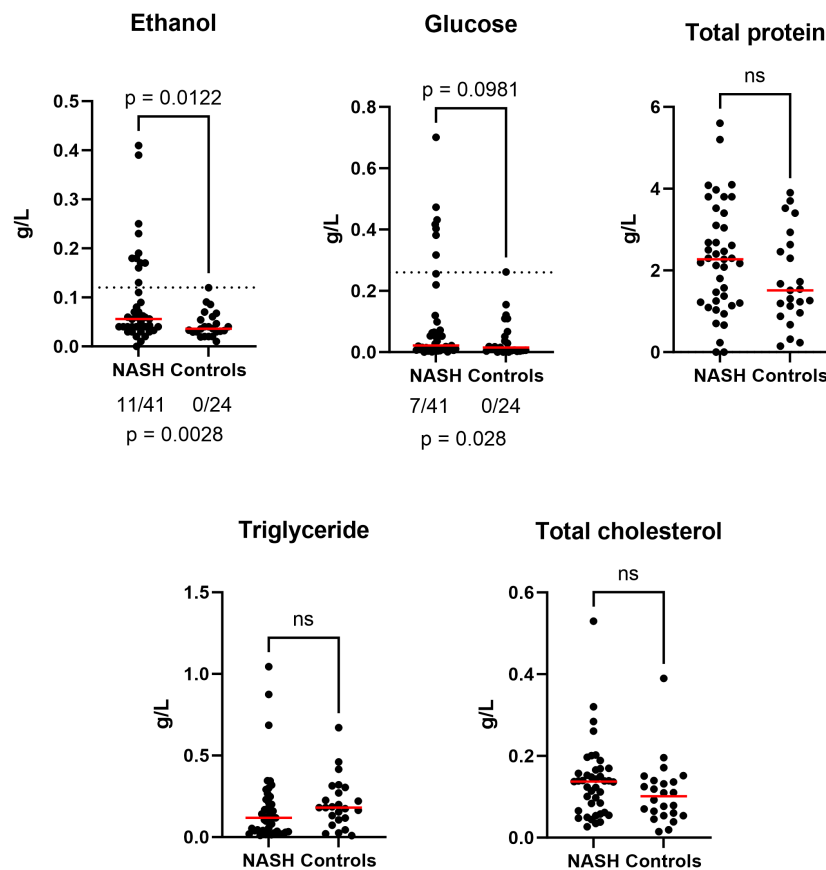 Ethanol
p = 0.0122
g/L
0.5
0.4
0.3
0.2
0.1
0.0
NASH Controls
11/41 0/24
p = 0.0028
Glucose
p = 0.0981
g/L
0.8
0.6
0.4
0.2
0.0
NASH Controls
7/41 0/24
p = 0.028
Total protein
ns
g/L
6
4
2
0
NASH Controls
Triglyceride
ns
g/L
1.5
1.0
0.5
0.0
NASH Controls
Total cholesterol
ns
g/L
0.6
0.4
0.2
0.0
NASH Controls